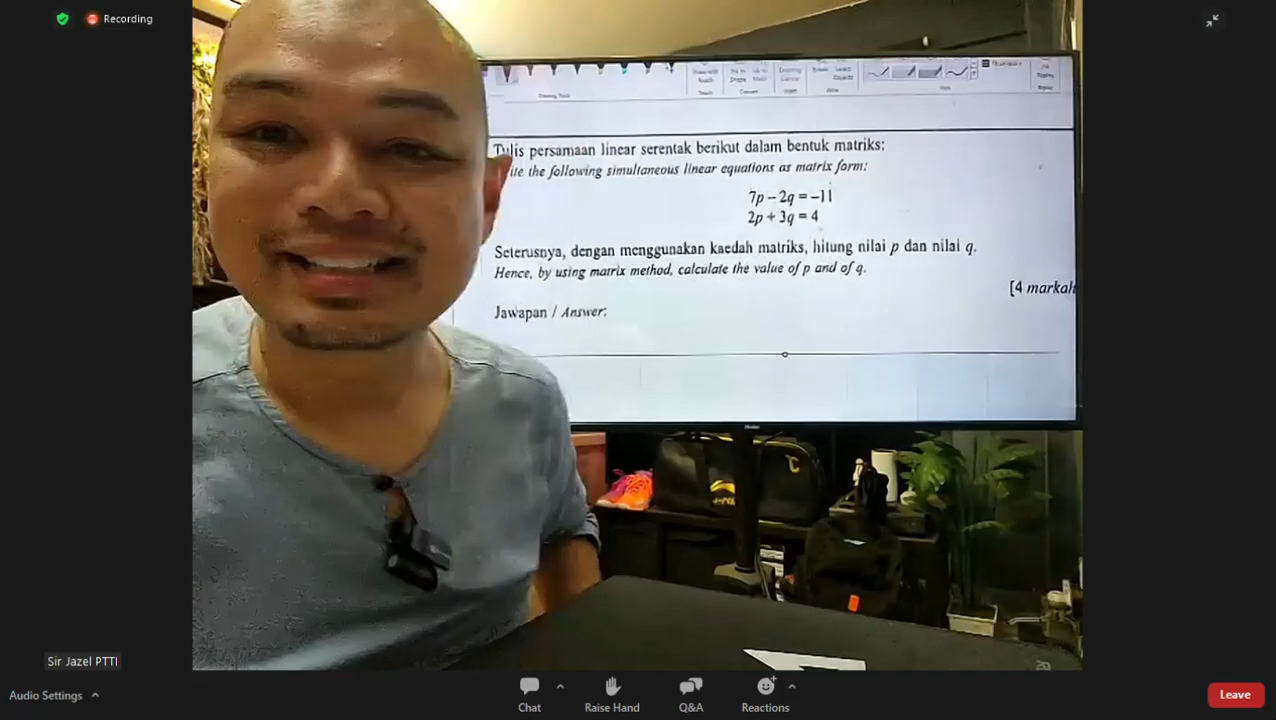 Recording
Tulis persamaan linear serentak berikut dalam bentuk matriks:
the following simultaneous linear equations as matrix form:
7p – 2q = –11
2p + 3q = 4
Seterusnya, dengan menggunakan kaedah matriks, hitung nilai p dan nilai q.
Hence, by using matrix method, calculate the value of p and of q.
[4 markah
Jawapan / Answer:
Sir Jazel PTTI
Audio Settings
Chat
Raise Hand
Q&A
Reactions
Leave